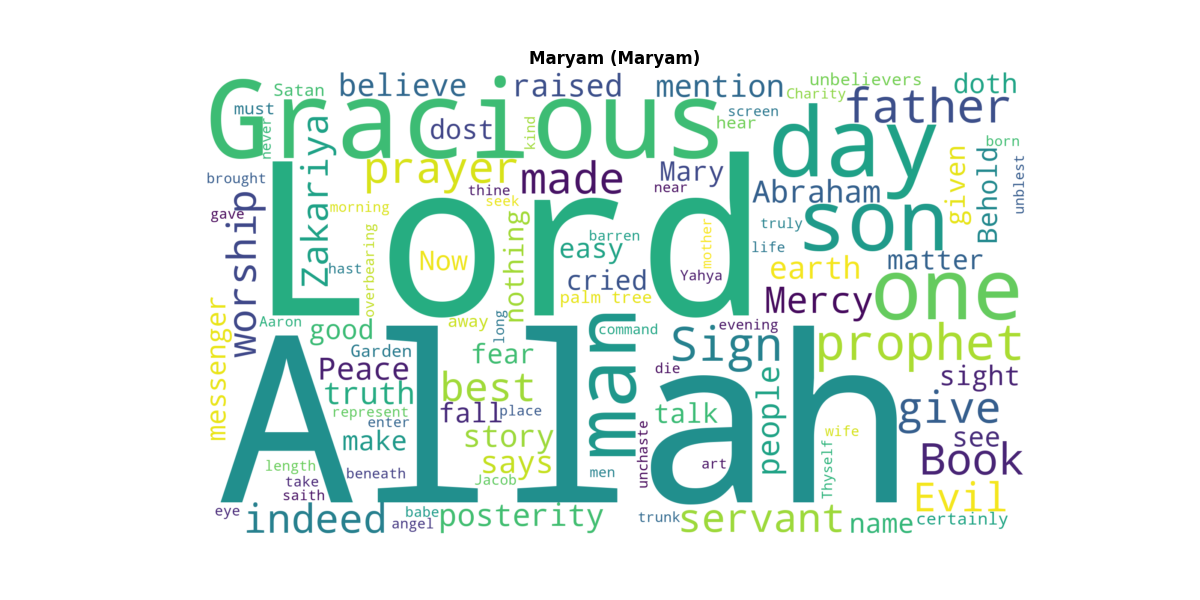 Maryam (Maryam)
Satan
believe
raised
mention
unbelievers
Charity
doth
Gracious
must
never
dost
kind
screen
hear
day
father
born
Zakariya
prayer
thine
seek
made
Mary
near
Abraham
given
Behold
unblest
brought
gave
worship
morning
Lord
son
truly
life
hast
overbearing
Now
nothing
barren
easy
mother
matter
cried
Yahya
earth
palm tree
Mercy
one
messenger
Aaron
good
away
long
command
evening
Sign
prophet
Garden
fear
man
Peace
die
sight
truth
best
people
give
represent
fall
place
talk
enter
make
story
unchaste
wife
see
Allah
length
beneath
says
men
art
Thyself
Book
take
saith
Jacob
Evil
eye
indeed
babe
angel
posterity
trunk
servant
name
certainly